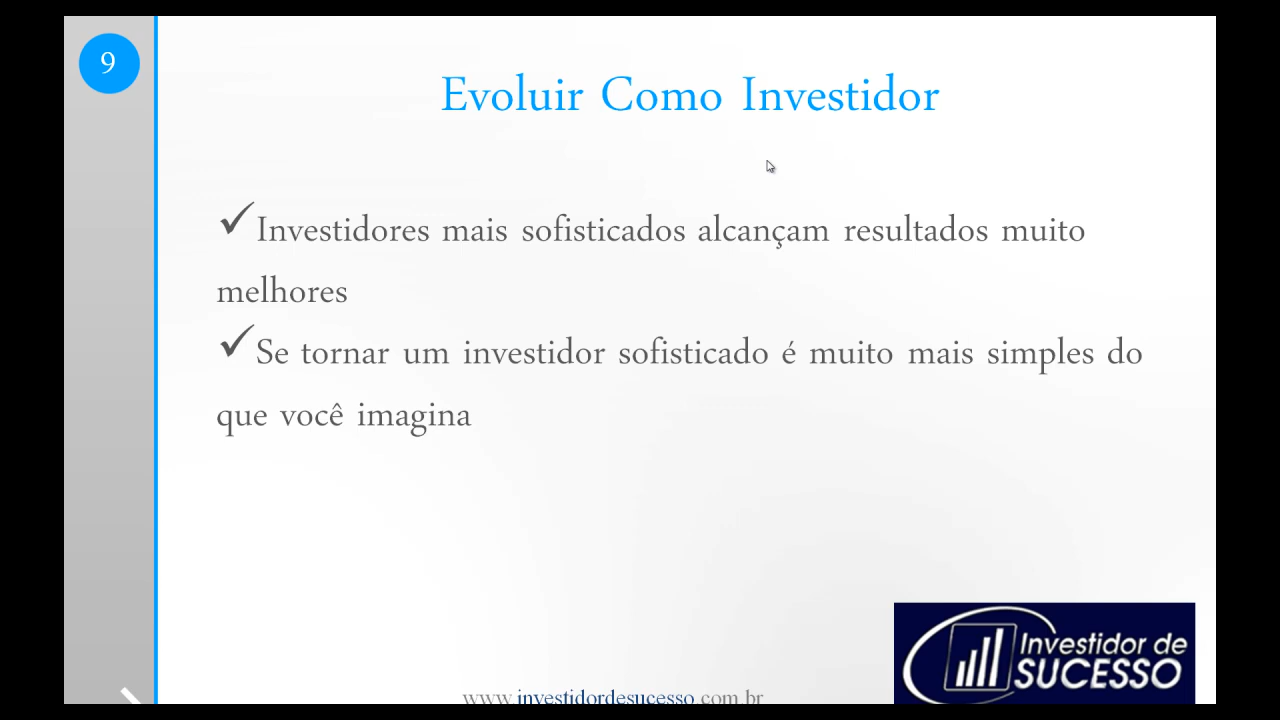 9
Evoluir Como Investidor
✓Investidores mais sofisticados alcançam resultados muito
melhores
✓Se tornar um investidor sofisticado é muito mais simples do
que você imagina
Investidor de
SUCESSO
www.investidordesucesso.com.br